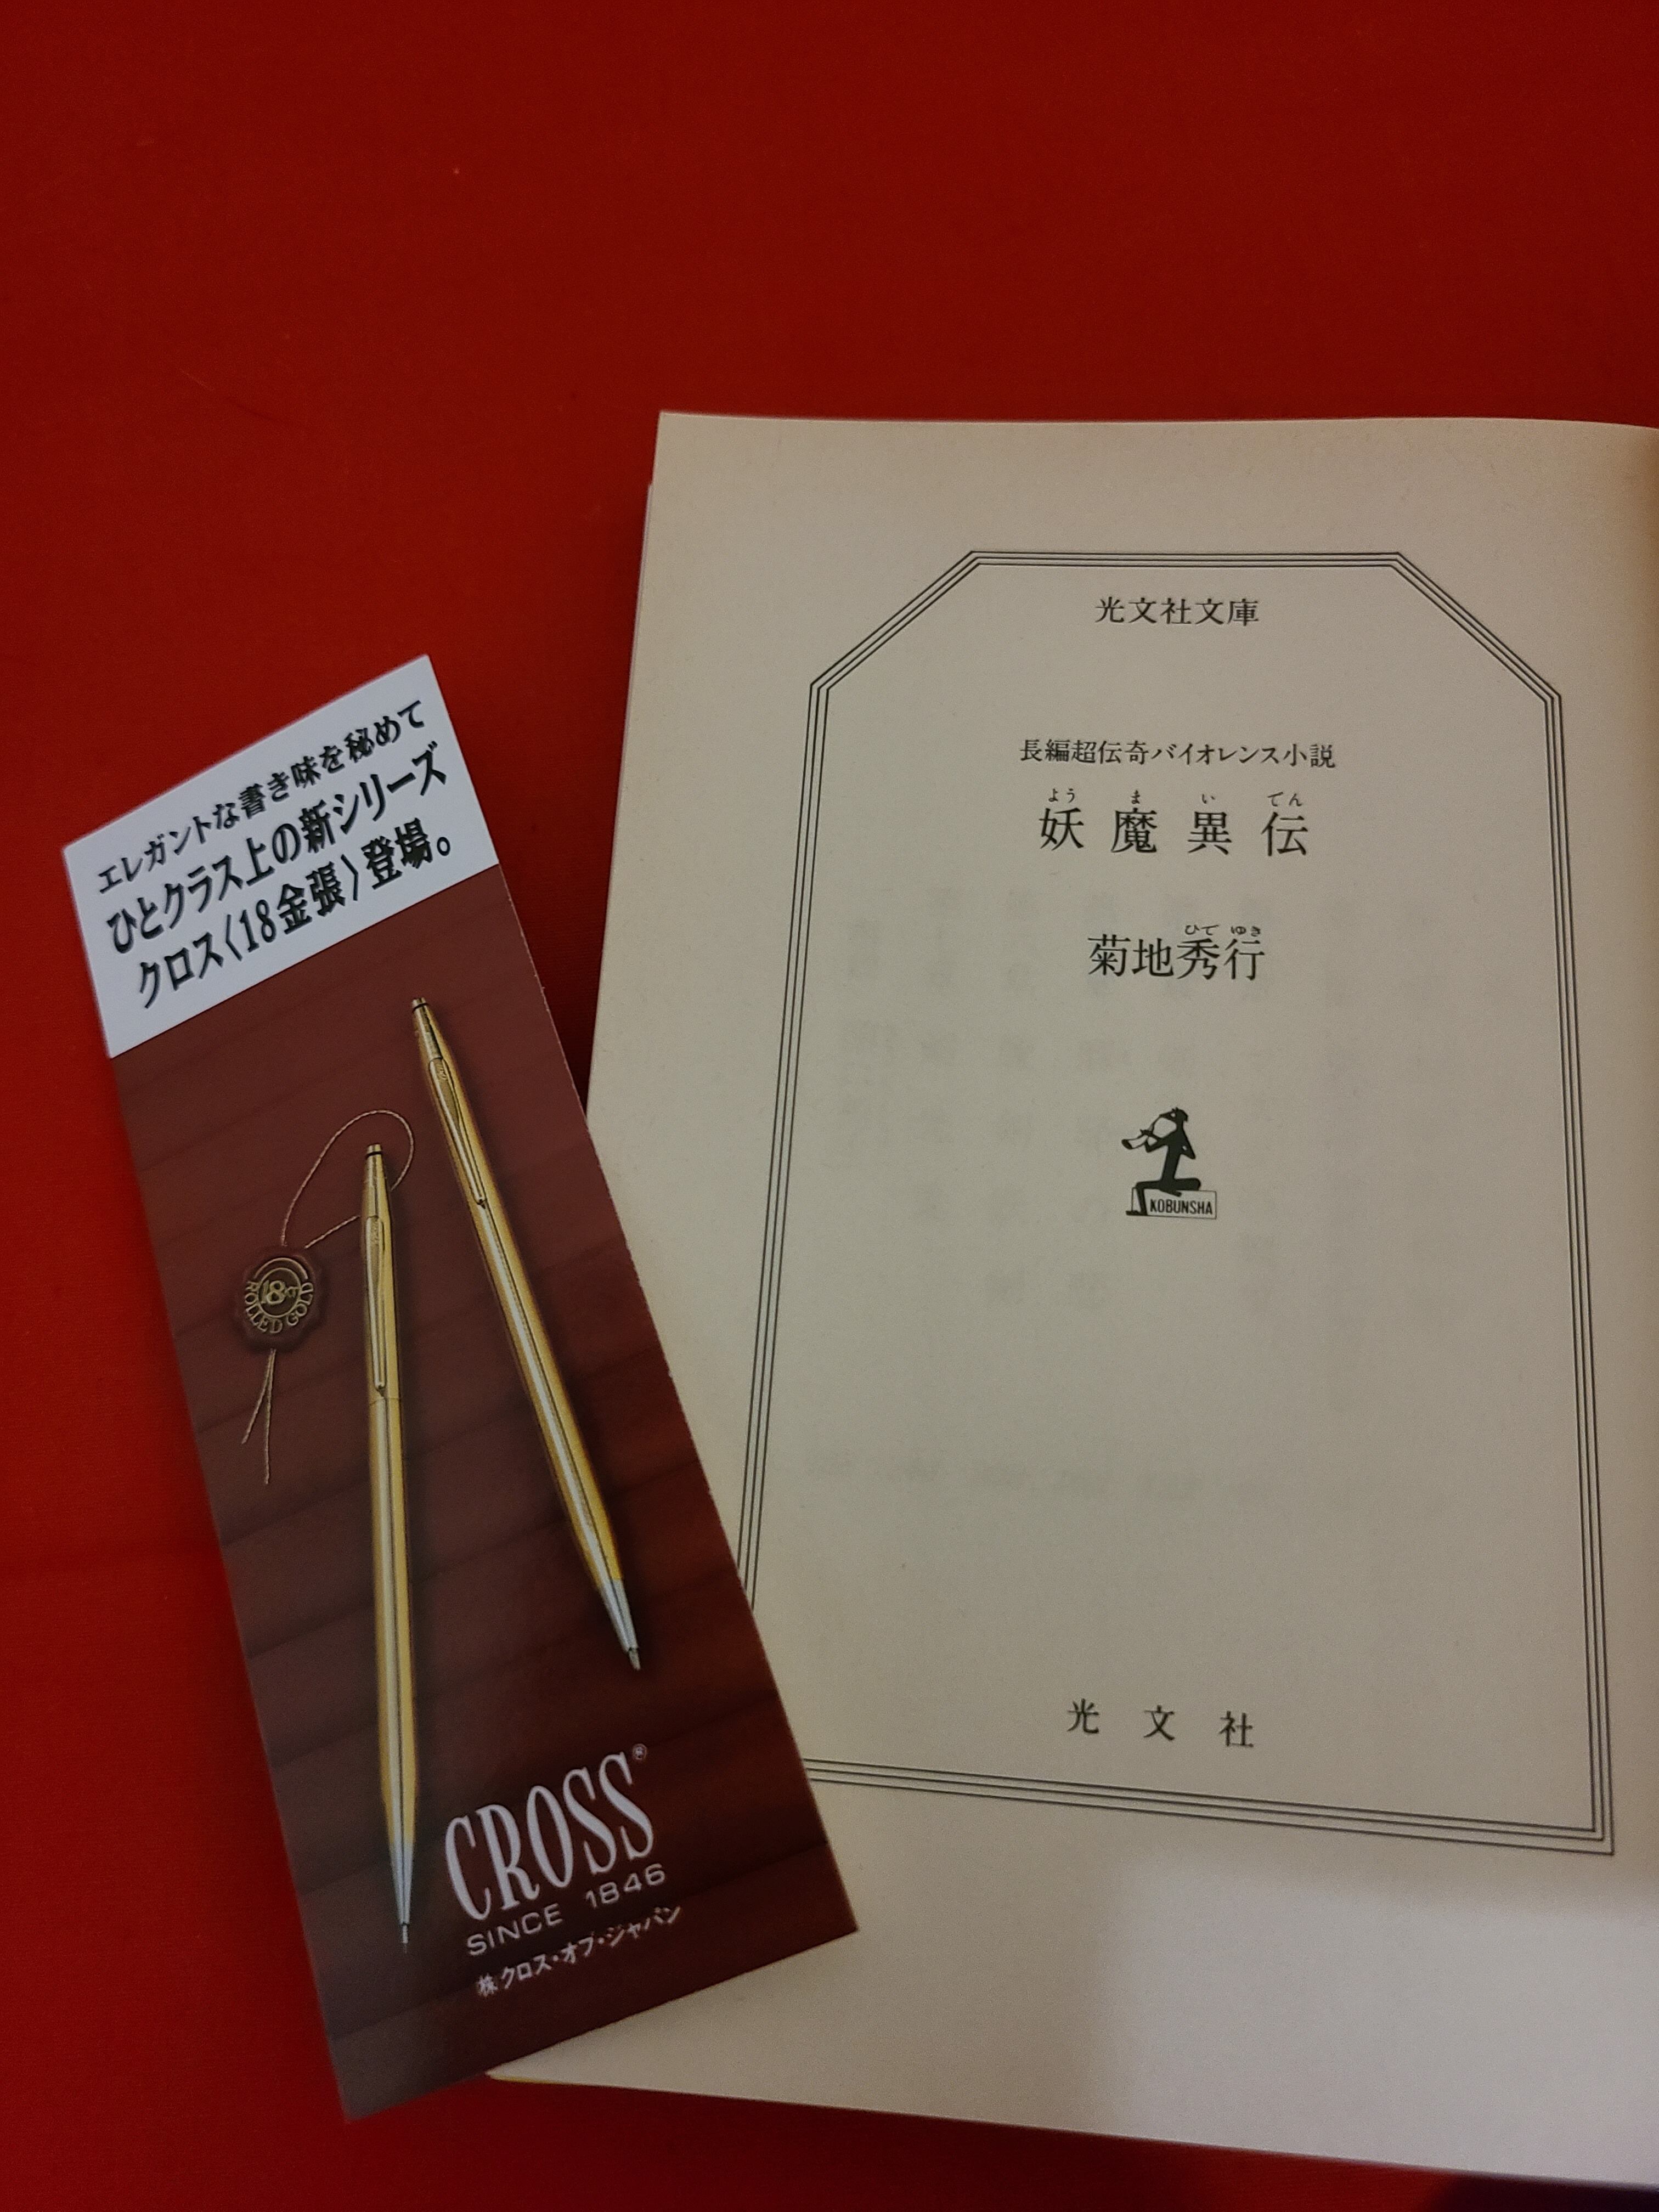 エレガントな書き味を秘めて
ひとクラス上の新シリーズ
クロス〈18金張〉登場。
18
ROLLED GOLD
CROSS®
SINCE 1846
株クロス・オブ・ジャパン
光文社文庫
長編超伝奇バイオレンス小説
よう ま い てん
妖魔異伝
ひで ゆき
菊地秀行
KOBUNSHA
光文社